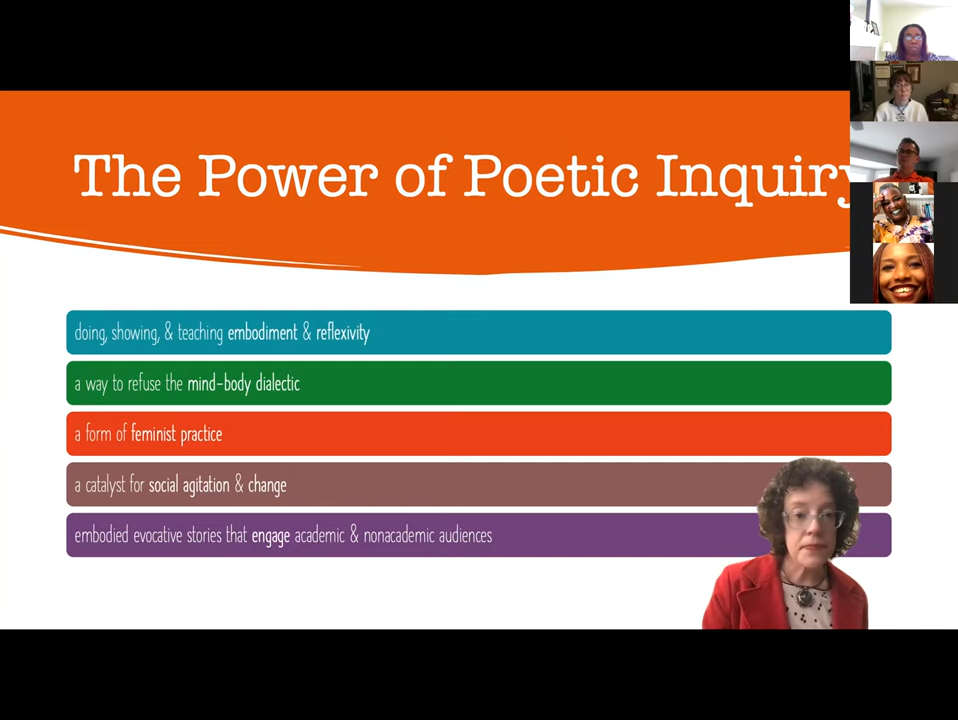 The Power of Poetic Inquiry
doing, showing, & teaching embodiment & reflexivity
a way to refuse the mind-body dialectic
a form of feminist practice
a catalyst for social agitation & change
embodied evocative stories that engage academic & nonacademic audiences